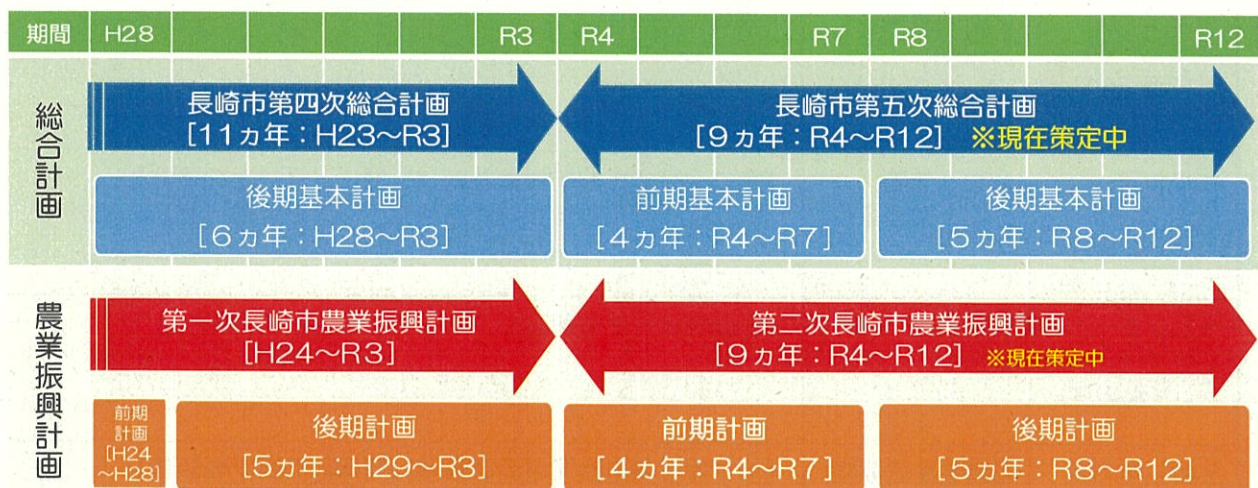 期間 H28 R3 R4 R7 R8 R12
総合計画
長崎市第四次総合計画
[11ヵ年：H23～R3]
長崎市第五次総合計画
[9ヵ年：R4～R12] ※現在策定中
後期基本計画
[6ヵ年：H28～R3]
前期基本計画
[4ヵ年：R4～R7]
後期基本計画
[5ヵ年：R8～R12]
農業振興計画
第一次長崎市農業振興計画
[H24～R3]
第二次長崎市農業振興計画
[9ヵ年：R4～R12] ※現在策定中
前期
計画
[H24
～H28]
後期計画
[5ヵ年：H29～R3]
前期計画
[4ヵ年：R4～R7]
後期計画
[5ヵ年：R8～R12]